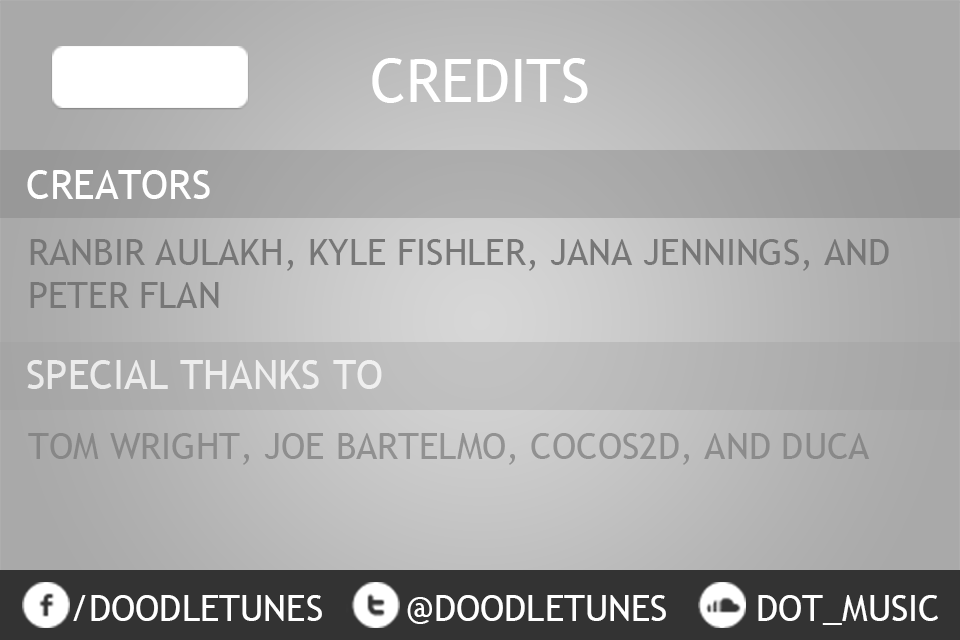 CREDITS
CREATORS
RANBIR AULAKH, KYLE FISHLER, JANA JENNINGS, AND
PETER FLAN
SPECIAL THANKS TO
TOM WRIGHT, JOE BARTELMO, COCOS2D, AND DUCA
/DOODLETUNES @DOODLETUNES DOT_MUSIC